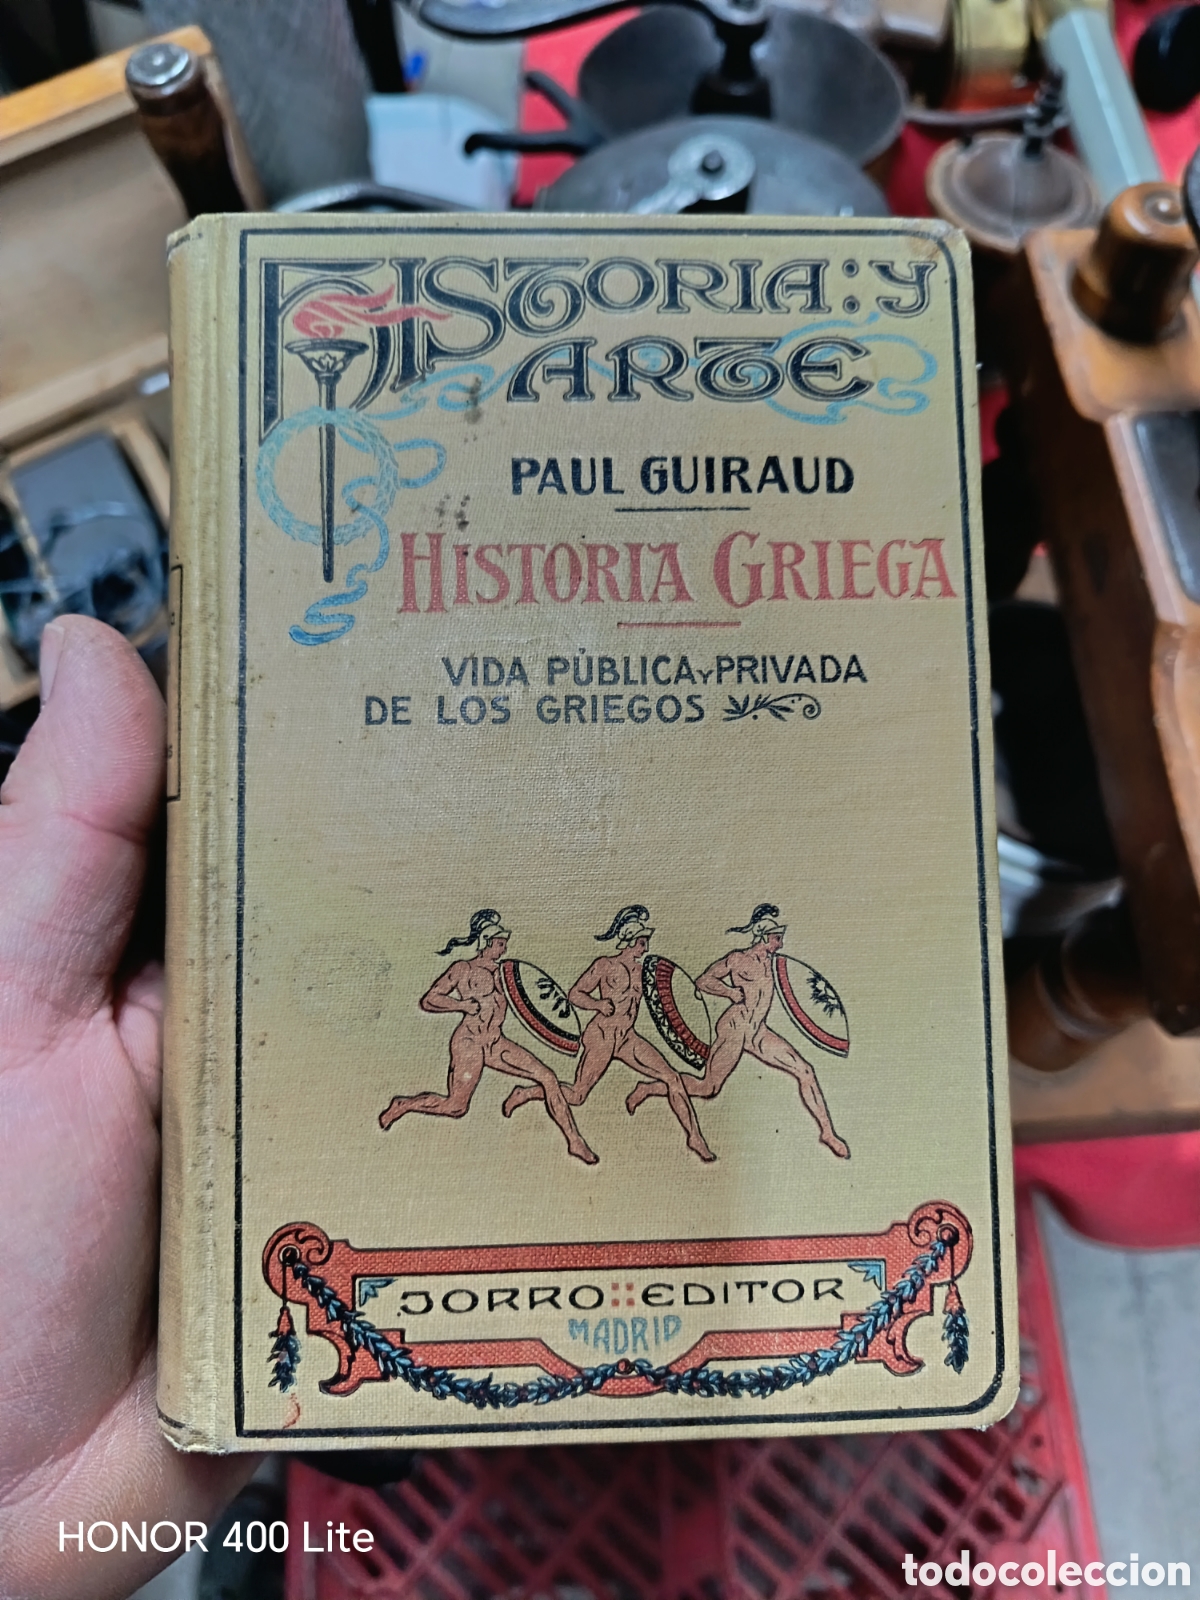 HISTORIA: Y
ARTE
PAUL GUIRAUD
HISTORIA GRIEGA
VIDA PÚBLICA Y PRIVADA
DE LOS GRIEGOS
JORRO::EDITOR
MADRID
HONOR 400 Lite
todocoleccion